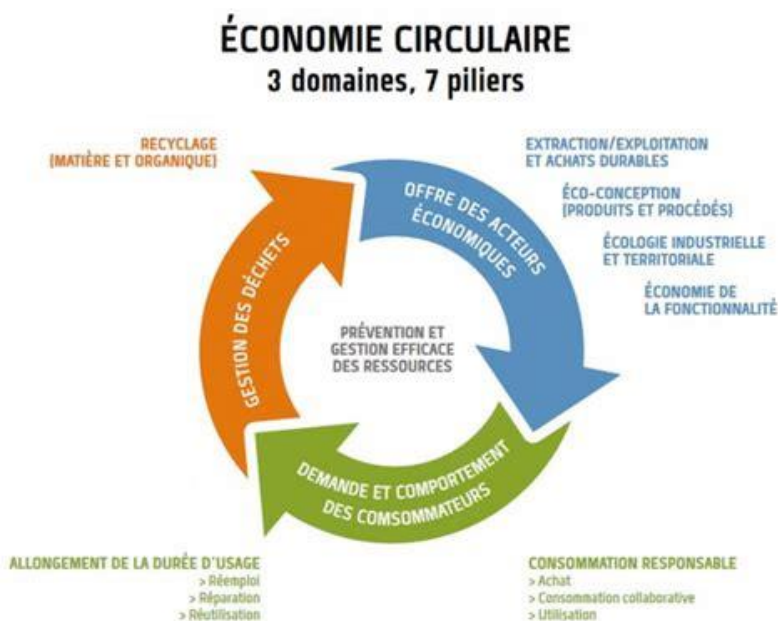 ÉCONOMIE CIRCULAIRE
3 domaines, 7 piliers
RECYCLAGE
(MATIÈRE ET ORGANIQUE)
EXTRACTION/EXPLOITATION
ET ACHATS DURABLES
ÉCO-CONCEPTION
(PRODUITS ET PROCÉDÉS)
ÉCOLOGIE INDUSTRIELLE
ET TERRITORIALE
ÉCONOMIE DE
LA FONCTIONNALITÉ
OFFRE DES ACTEURS
ÉCONOMIQUES
GESTION DES DÉCHETS
PRÉVENTION ET
GESTION EFFICACE
DES RESSOURCES
DEMANDE ET COMPORTEMENT
DES COMSOMMATEURS
ALLONGEMENT DE LA DURÉE D'USAGE
> Réemploi
> Réparation
> Réutilisation
CONSOMMATION RESPONSABLE
> Achat
> Consommation collaborative
> Utilisation